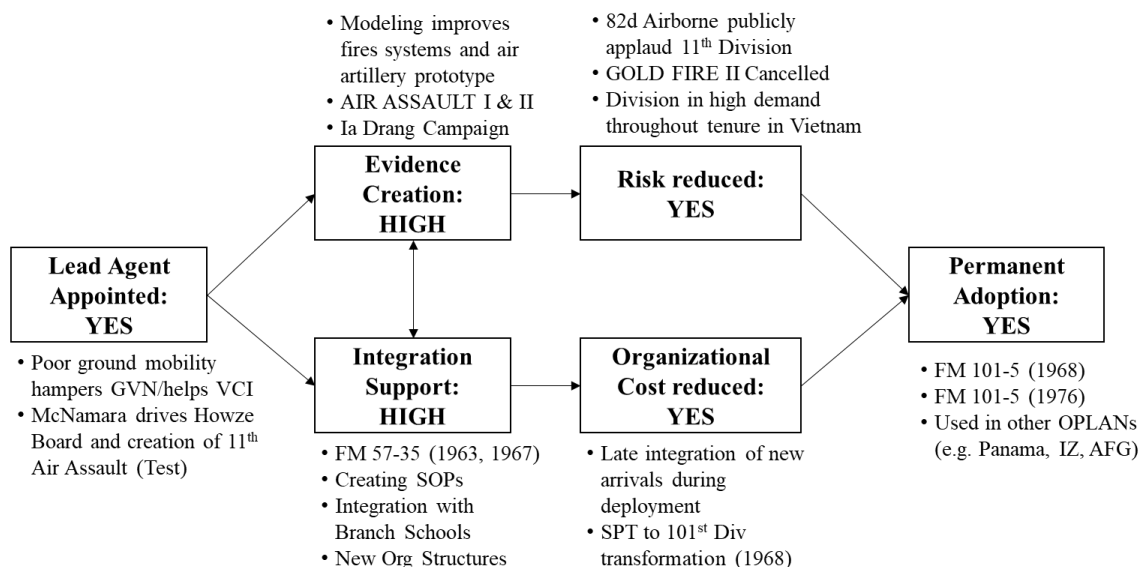 • Modeling improves
fires systems and air
artillery prototype
• AIR ASSAULT I & II
• Ia Drang Campaign
• 82d Airborne publicly
applaud 11th Division
• GOLD FIRE II Cancelled
• Division in high demand
throughout tenure in Vietnam
Evidence
Creation:
HIGH
Risk reduced:
YES
Lead Agent
Appointed:
YES
• Poor ground mobility
hampers GVN/helps VCI
• McNamara drives Howze
Board and creation of 11th
Air Assault (Test)
Permanent
Adoption:
YES
• FM 101-5 (1968)
• FM 101-5 (1976)
• Used in other OPLANs
(e.g. Panama, IZ, AFG)
Integration
Support:
HIGH
• FM 57-35 (1963, 1967)
• Creating SOPs
• Integration with
Branch Schools
• New Org Structures
Organizational
Cost reduced:
YES
• Late integration of new
arrivals during
deployment
• SPT to 101st Div
transformation (1968)